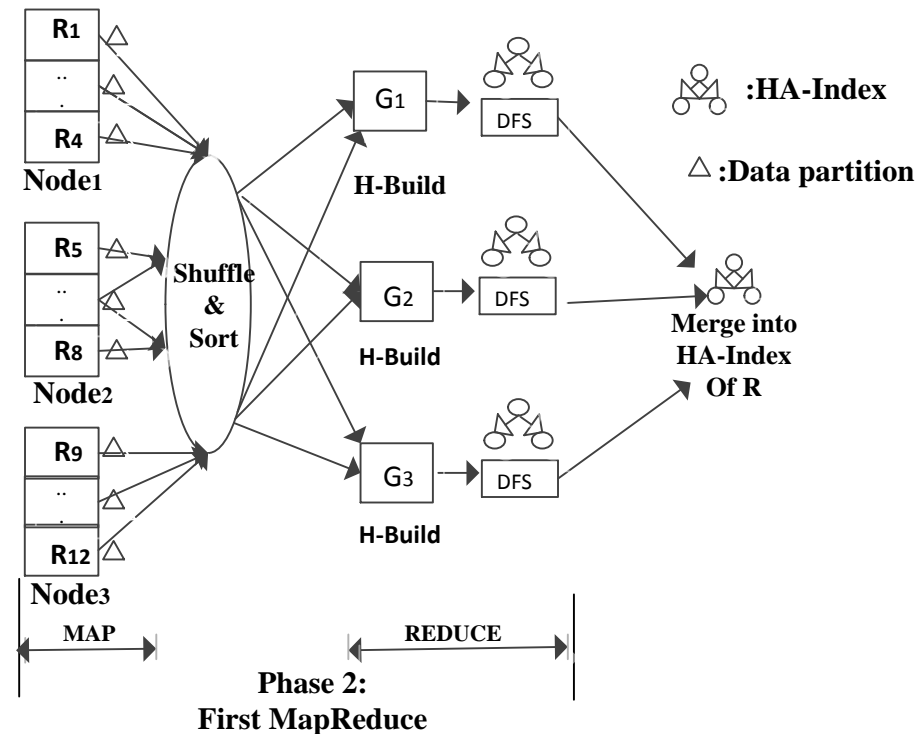 R1
..
.
R4
Node1
R5
..
.
R8
Node2
R9
..
.
R12
Node3
Shuffle
&
Sort
G1
H-Build
DFS
G2
H-Build
DFS
G3
H-Build
DFS
:HA-Index
:Data partition
Merge into
HA-Index
Of R
MAP
REDUCE
Phase 2:
First MapReduce